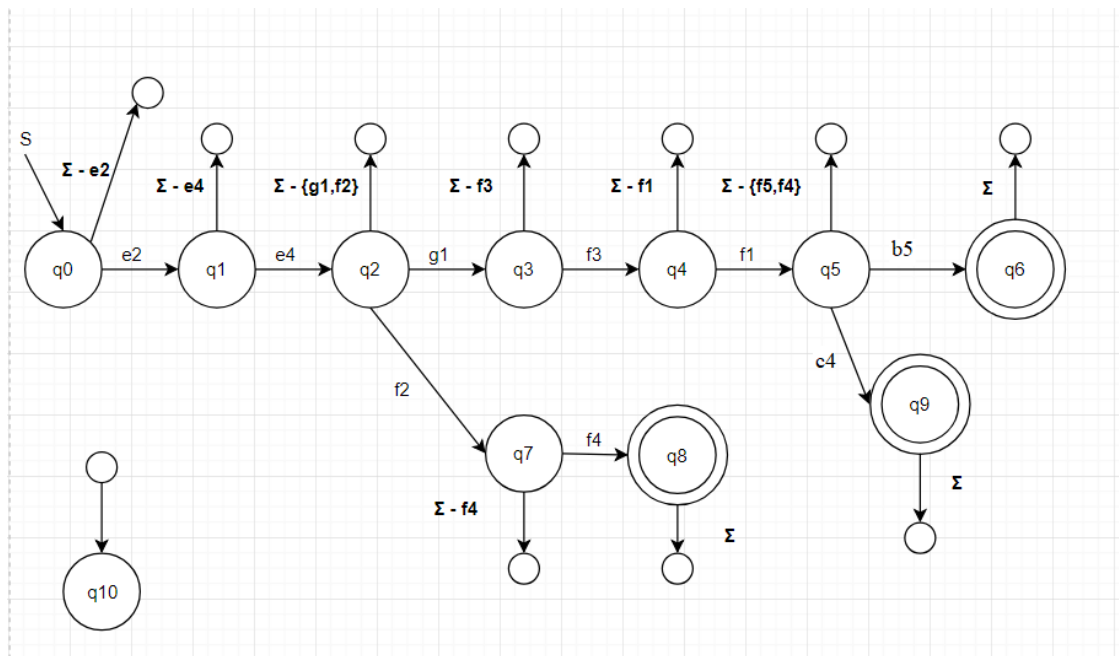 S
Σ - e2
Σ - e4
Σ - {g1,f2}
Σ - f3
Σ - f1
Σ - {f5,f4}
Σ
q0
e2
q1
e4
q2
g1
q3
f3
q4
f1
q5
b5
q6
f2
c4
q9
q7
f4
q8
Σ
Σ - f4
Σ
q10